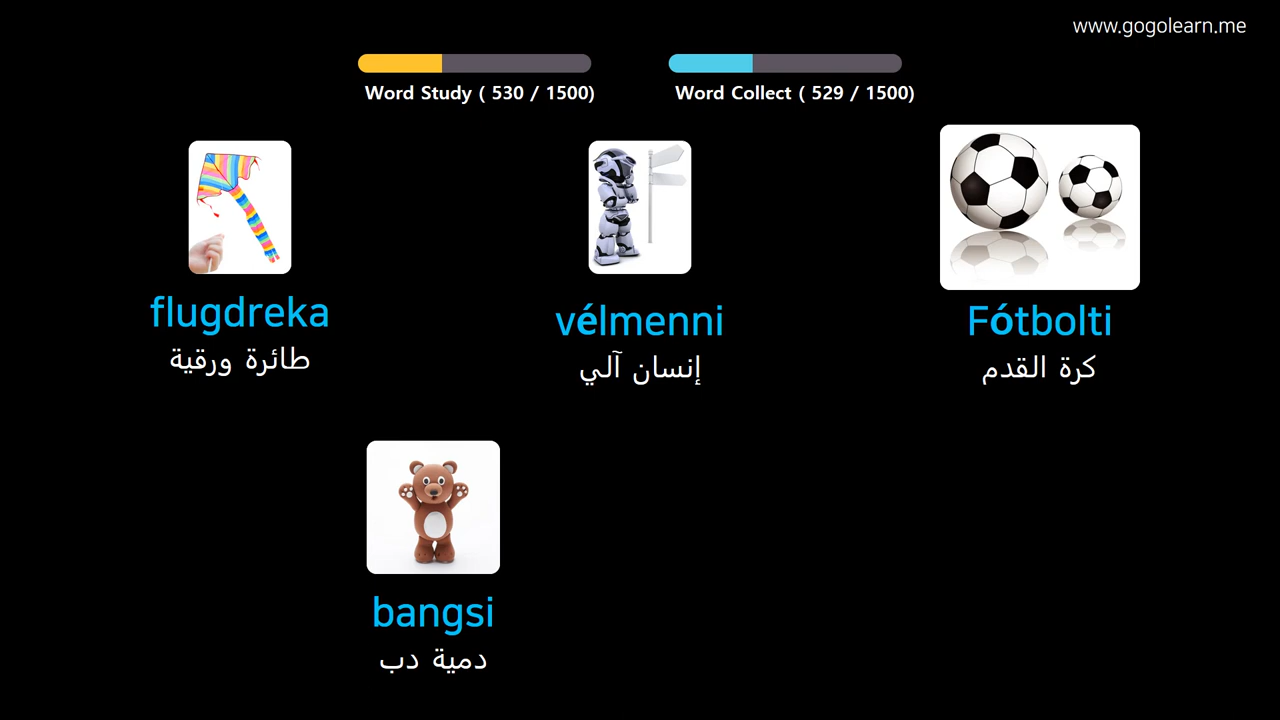 www.gogolearn.me
Word Study ( 530 / 1500)
Word Collect ( 529 / 1500)
flugdreka
طائرة ورقية
vélmenni
إنسان آلي
Fótbolti
كرة القدم
bangsi
دمية دب